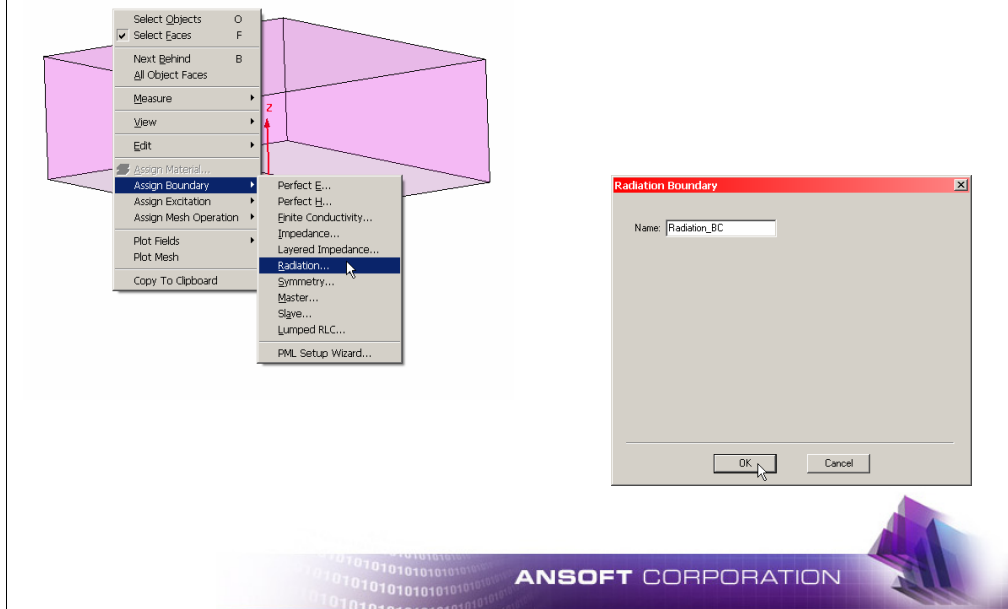 Select Objects O
Select Faces F
Next Behind B
All Object Faces
Measure
View
Edit
Assign Material...
Assign Boundary
Assign Excitation
Assign Mesh Operation
Plot Fields
Plot Mesh
Copy To Clipboard
z
Perfect E...
Perfect H...
Finite Conductivity...
Impedance...
Layered Impedance...
Radiation...
Symmetry...
Master...
Slave...
Lumped RLC...
PML Setup Wizard...
Radiation Boundary
Name: Radiation_BC
OK Cancel
ANSOFT CORPORATION